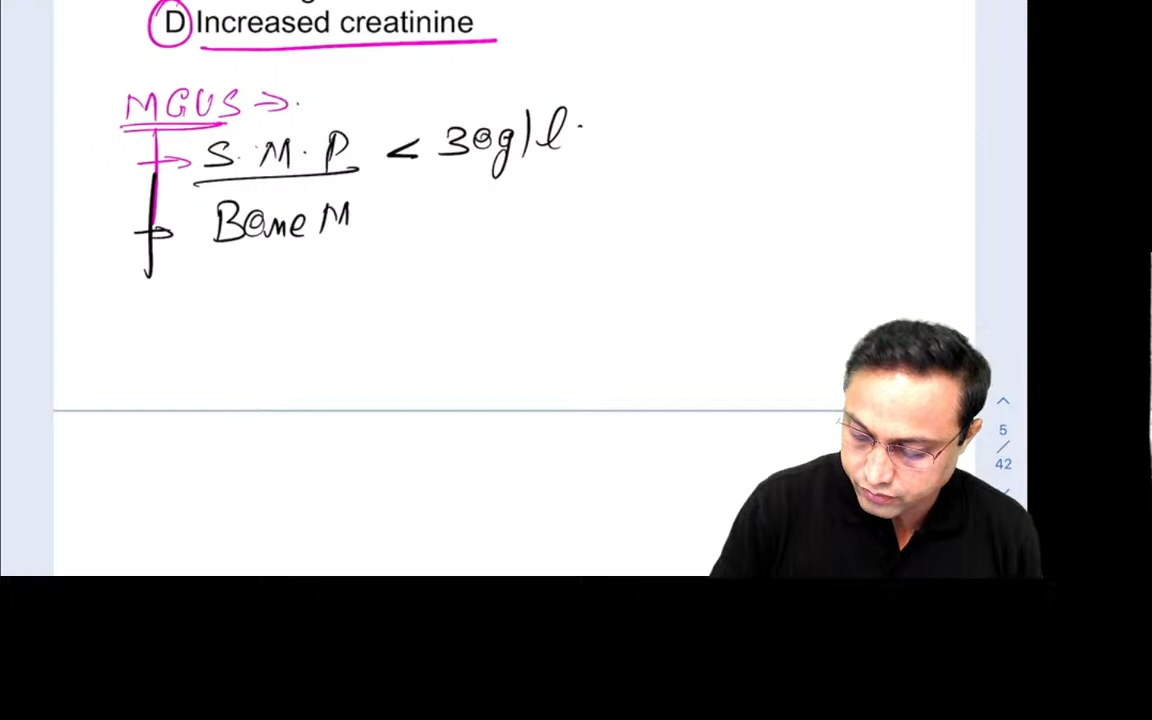 D Increased creatinine
MGUS →
→ S.M.P < 30g/l.
→ Bone M
5
/
42